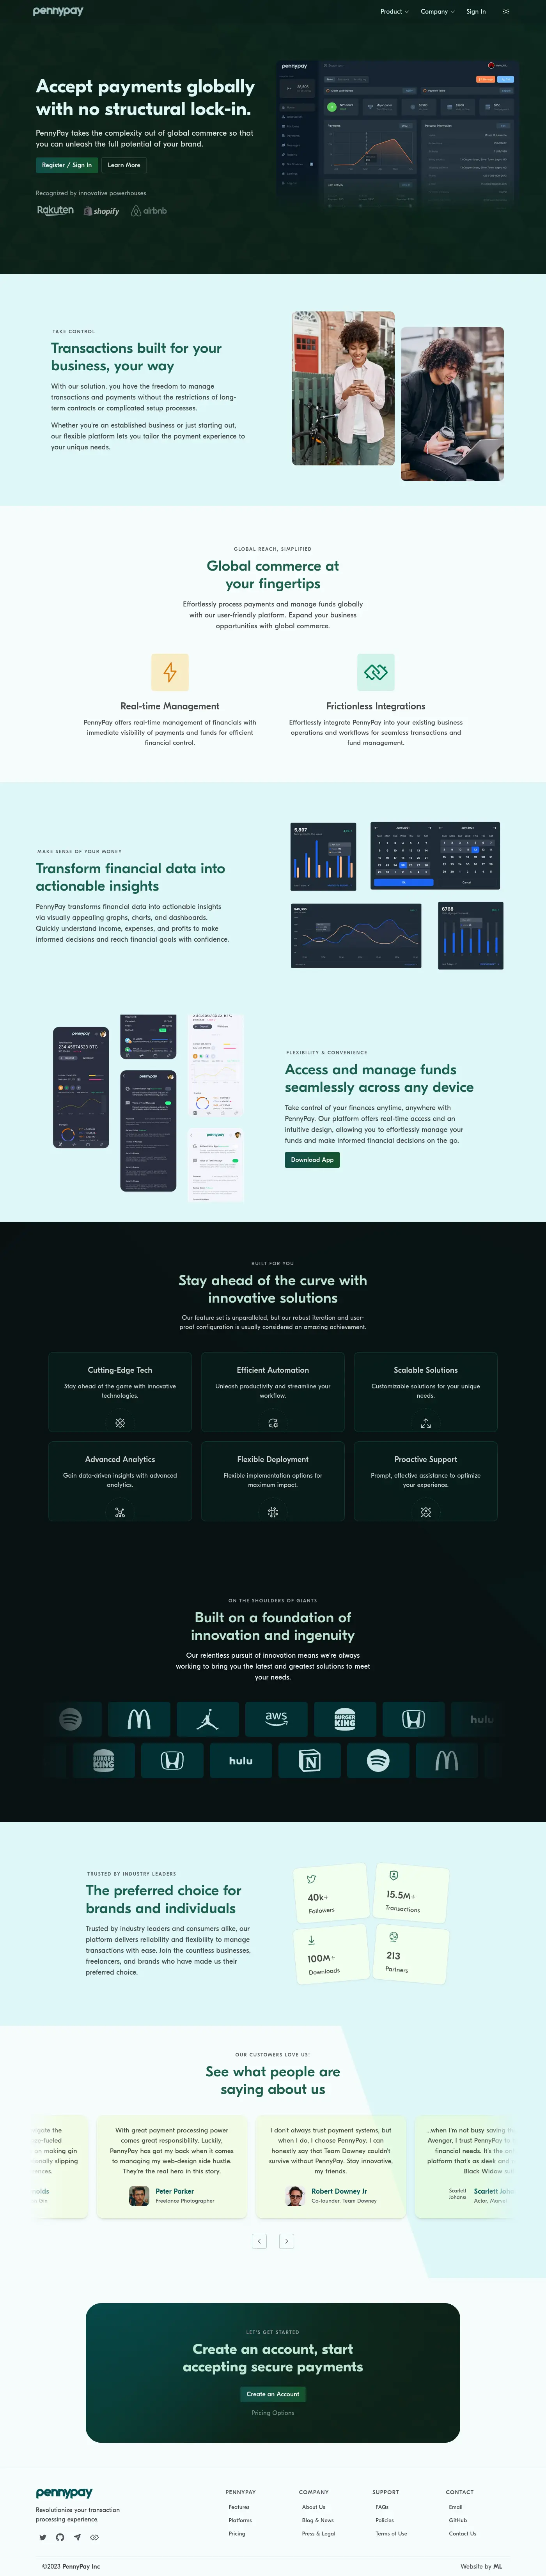 pennypay
Product
Company
Sign In
Accept payments globally
with no structural lock-in.
PennyPay takes the complexity out of global commerce so that
you can unleash the full potential of your brand.
Register / Sign In
Learn More
Recognized by innovative powerhouses
Rakuten
shopify
airbnb
pennypay
TAKE CONTROL
Transactions built for your
business, your way
With our solution, you have the freedom to manage
transactions and payments without the restrictions of long-
term contracts or complicated setup processes.
Whether you're an established business or just starting out,
our flexible platform lets you tailor the payment experience to
your unique needs.
GLOBAL REACH, SIMPLIFIED
Global commerce at
your fingertips
Effortlessly process payments and manage funds globally
with our user-friendly platform. Expand your business
opportunities with global commerce.
Real-time Management
PennyPay offers real-time management of financials with
immediate visibility of payments and funds for efficient
financial control.
Frictionless Integrations
Effortlessly integrate PennyPay into your existing business
operations and workflows for seamless transactions and
fund management.
MAKE SENSE OF YOUR MONEY
Transform financial data into
actionable insights
PennyPay transforms financial data into actionable insights
via visually appealing graphs, charts, and dashboards.
Quickly understand income, expenses, and profits to make
informed decisions and reach financial goals with confidence.
5,897
6768
pennypay
234.45674523 BTC
FLEXIBILITY & CONVENIENCE
Access and manage funds
seamlessly across any device
Take control of your finances anytime, anywhere with
PennyPay. Our platform offers real-time access and an
intuitive design, allowing you to effortlessly manage your
funds and make informed financial decisions on the go.
Download App
BUILT FOR YOU
Stay ahead of the curve with
innovative solutions
Our feature set is unparalleled, but our robust iteration and user-
proof configuration is usually considered an amazing achievement.
Cutting-Edge Tech
Stay ahead of the game with innovative
technologies.
Efficient Automation
Unleash productivity and streamline your
workflow.
Scalable Solutions
Customizable solutions for your unique
needs.
Advanced Analytics
Gain data-driven insights with advanced
analytics.
Flexible Deployment
Flexible implementation options for
maximum impact.
Proactive Support
Prompt, effective assistance to optimize
your experience.
ON THE SHOULDERS OF GIANTS
Built on a foundation of
innovation and ingenuity
Our relentless pursuit of innovation means we're always
working to bring you the latest and greatest solutions to meet
your needs.
aws
BURGER KING
hulu
BURGER KING
hulu
TRUSTED BY INDUSTRY LEADERS
The preferred choice for
brands and individuals
Trusted by industry leaders and consumers alike, our
platform delivers reliability and flexibility to manage
transactions with ease. Join the countless businesses,
freelancers, and brands who have made us their
preferred choice.
40k+
Followers
15.5M+
Transactions
100M+
Downloads
213
Partners
OUR CUSTOMERS LOVE US!
See what people are
saying about us
With great payment processing power
comes great responsibility. Luckily,
PennyPay has got my back when it comes
to managing my web-design side hustle.
They're the real hero in this story.
Peter Parker
Freelance Photographer
I don't always trust payment systems, but
when I do, I choose PennyPay. I can
honestly say that Team Downey couldn't
survive without PennyPay. Stay innovative,
my friends.
Robert Downey Jr
Co-founder, Team Downey
...when I'm not busy saving th
Avenger, I trust PennyPay to
financial needs. It's the
platform that's as sleek and
Black Widow
Scarlett
Johanss
Scarlett Joha
Actor, Marvel
LET'S GET STARTED
Create an account, start
accepting secure payments
Create an Account
Pricing Options
pennypay
Revolutionize your transaction
processing experience.
PENNYPAY
Features
Platforms
Pricing
COMPANY
About Us
Blog & News
Press & Legal
SUPPORT
FAQs
Policies
Terms of Use
CONTACT
Email
GitHub
Contact Us
©2023 PennyPay Inc
Website by ML